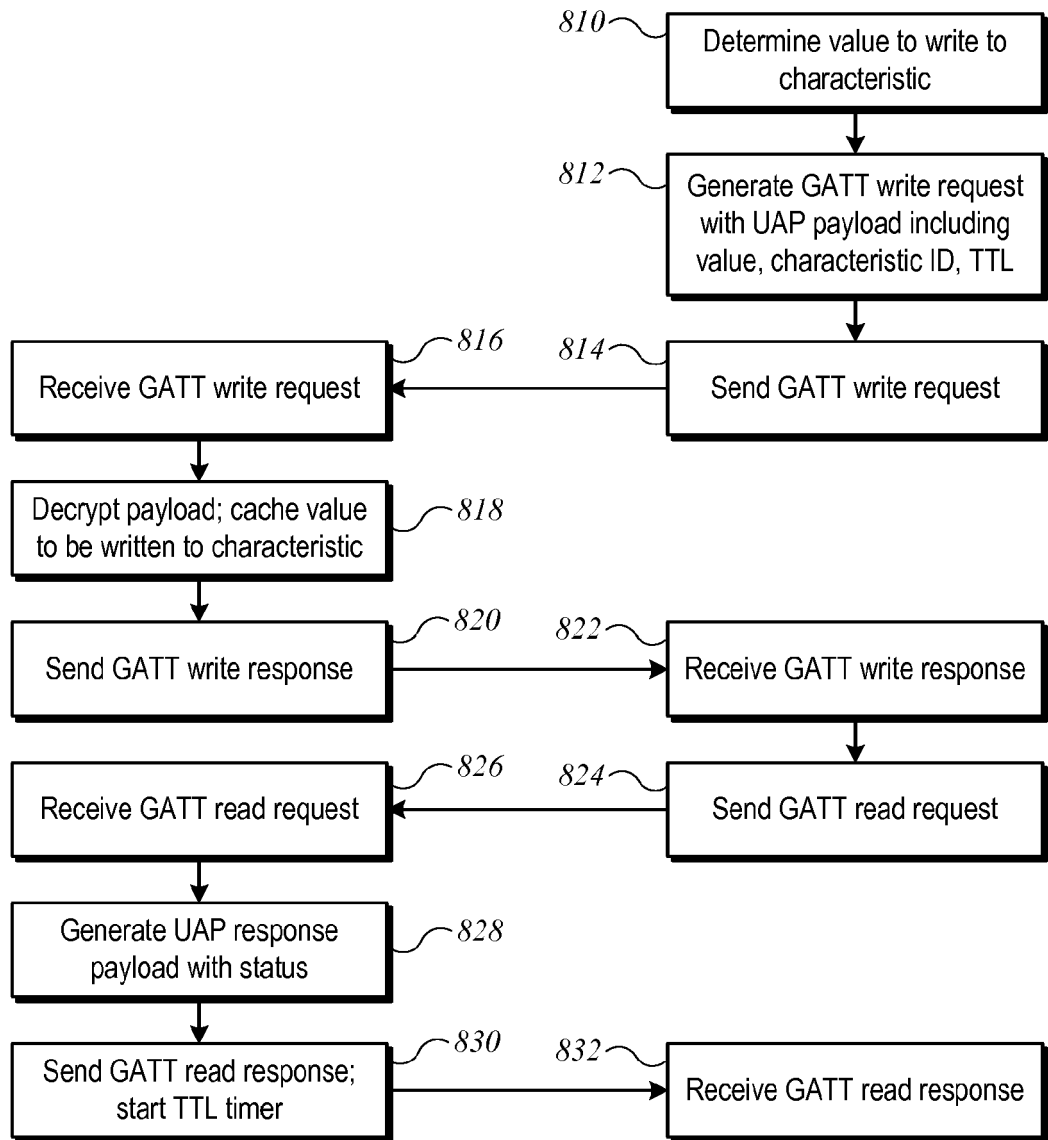 810
Determine value to write to
characteristic
812
Generate GATT write request
with UAP payload including
value, characteristic ID, TTL
816
Receive GATT write request
814
Send GATT write request
Decrypt payload; cache value
to be written to characteristic
818
820
Send GATT write response
822
Receive GATT write response
826
Receive GATT read request
824
Send GATT read request
Generate UAP response
payload with status
828
830
Send GATT read response;
start TTL timer
832
Receive GATT read response